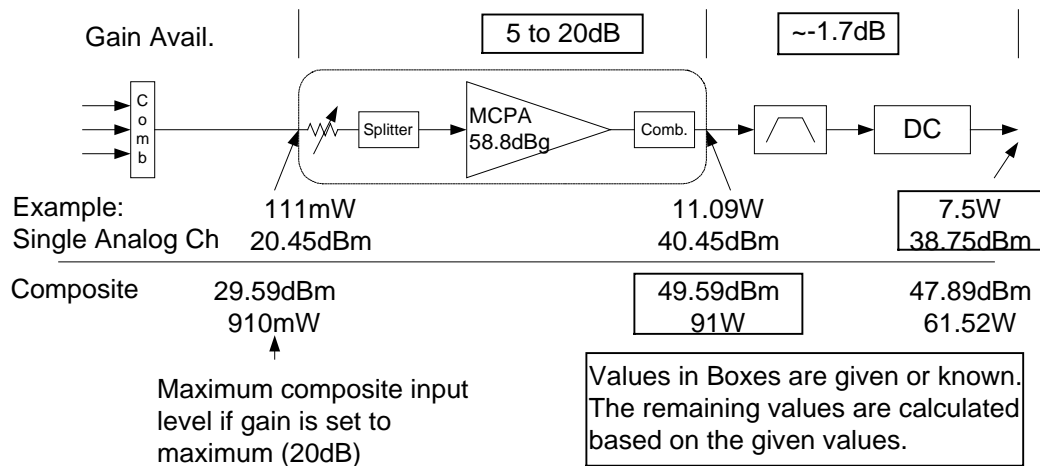 Gain Avail.
5 to 20dB
~-1.7dB
Comb
Splitter
MCPA
58.8dBg
Comb.
DC
Example:
111mW
11.09W
7.5W
Single Analog Ch
20.45dBm
40.45dBm
38.75dBm
Composite
29.59dBm
49.59dBm
47.89dBm
910mW
91W
61.52W
Maximum composite input
level if gain is set to
maximum (20dB)
Values in Boxes are given or known.
The remaining values are calculated
based on the given values.